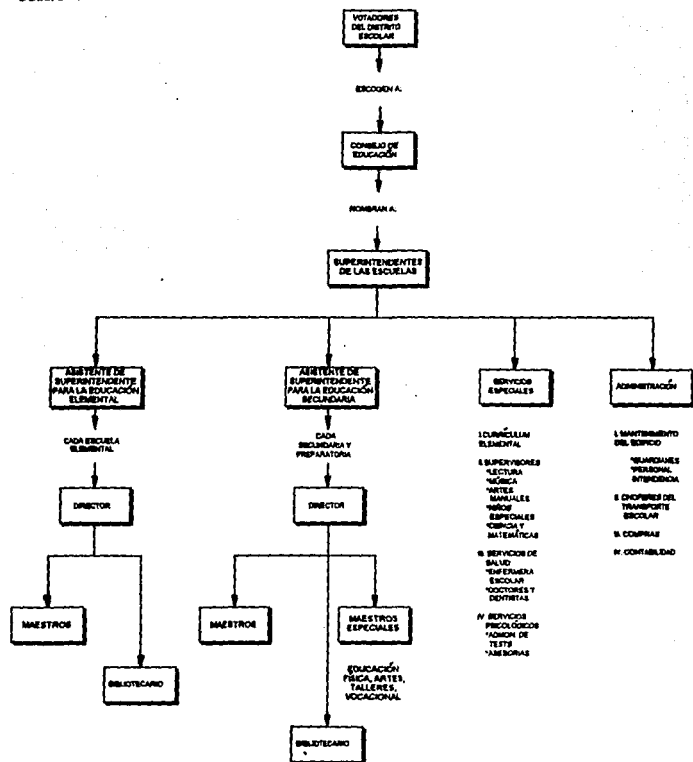 VOTADORES
DEL DISTRITO
ESCOLAR
ESCOGEN A:
CONSEJO DE
EDUCACIÓN
NOMBRAN A:
SUPERINTENDENTES
DE LAS ESCUELAS
ASISTENTE DE
SUPERINTENDENTE
PARA LA EDUCACIÓN
ELEMENTAL
CADA ESCUELA
ELEMENTAL
DIRECTOR
MAESTROS
BIBLIOTECARIO
ASISTENTE DE
SUPERINTENDENTE
PARA LA EDUCACIÓN
SECUNDARIA
CADA
SECUNDARIA Y
PREPARATORIA
DIRECTOR
MAESTROS
MAESTROS
ESPECIALES
EDUCACIÓN
FISICA, ARTES,
TALLERES,
VOCACIONAL
BIBLIOTECARIO
SERVICIOS
ESPECIALES
I. CURRÍCULUM
ELEMENTAL
II. SUPERVISORES
*LECTURA
*MÚSICA
*ARTES
MANUALES
*NIÑOS
ESPECIALES
*CIENCIA Y
MATEMÁTICAS
III. SERVICIOS DE
SALUD
*ENFERMERA
ESCOLAR
*DOCTORES Y
DENTISTAS
IV. SERVICIOS
PSICOLÓGICOS
*ADMON. DE
TESTS
*ASESORIAS
ADMINISTRACIÓN
I. MANTENIMIENTO
DEL EDIFICIO
*GUARDIANES
*PERSONAL
INTENDENCIA
II. CHOFERES DEL
TRANSPORTE
ESCOLAR
III. COMPRAS
IV. CONTABILIDAD